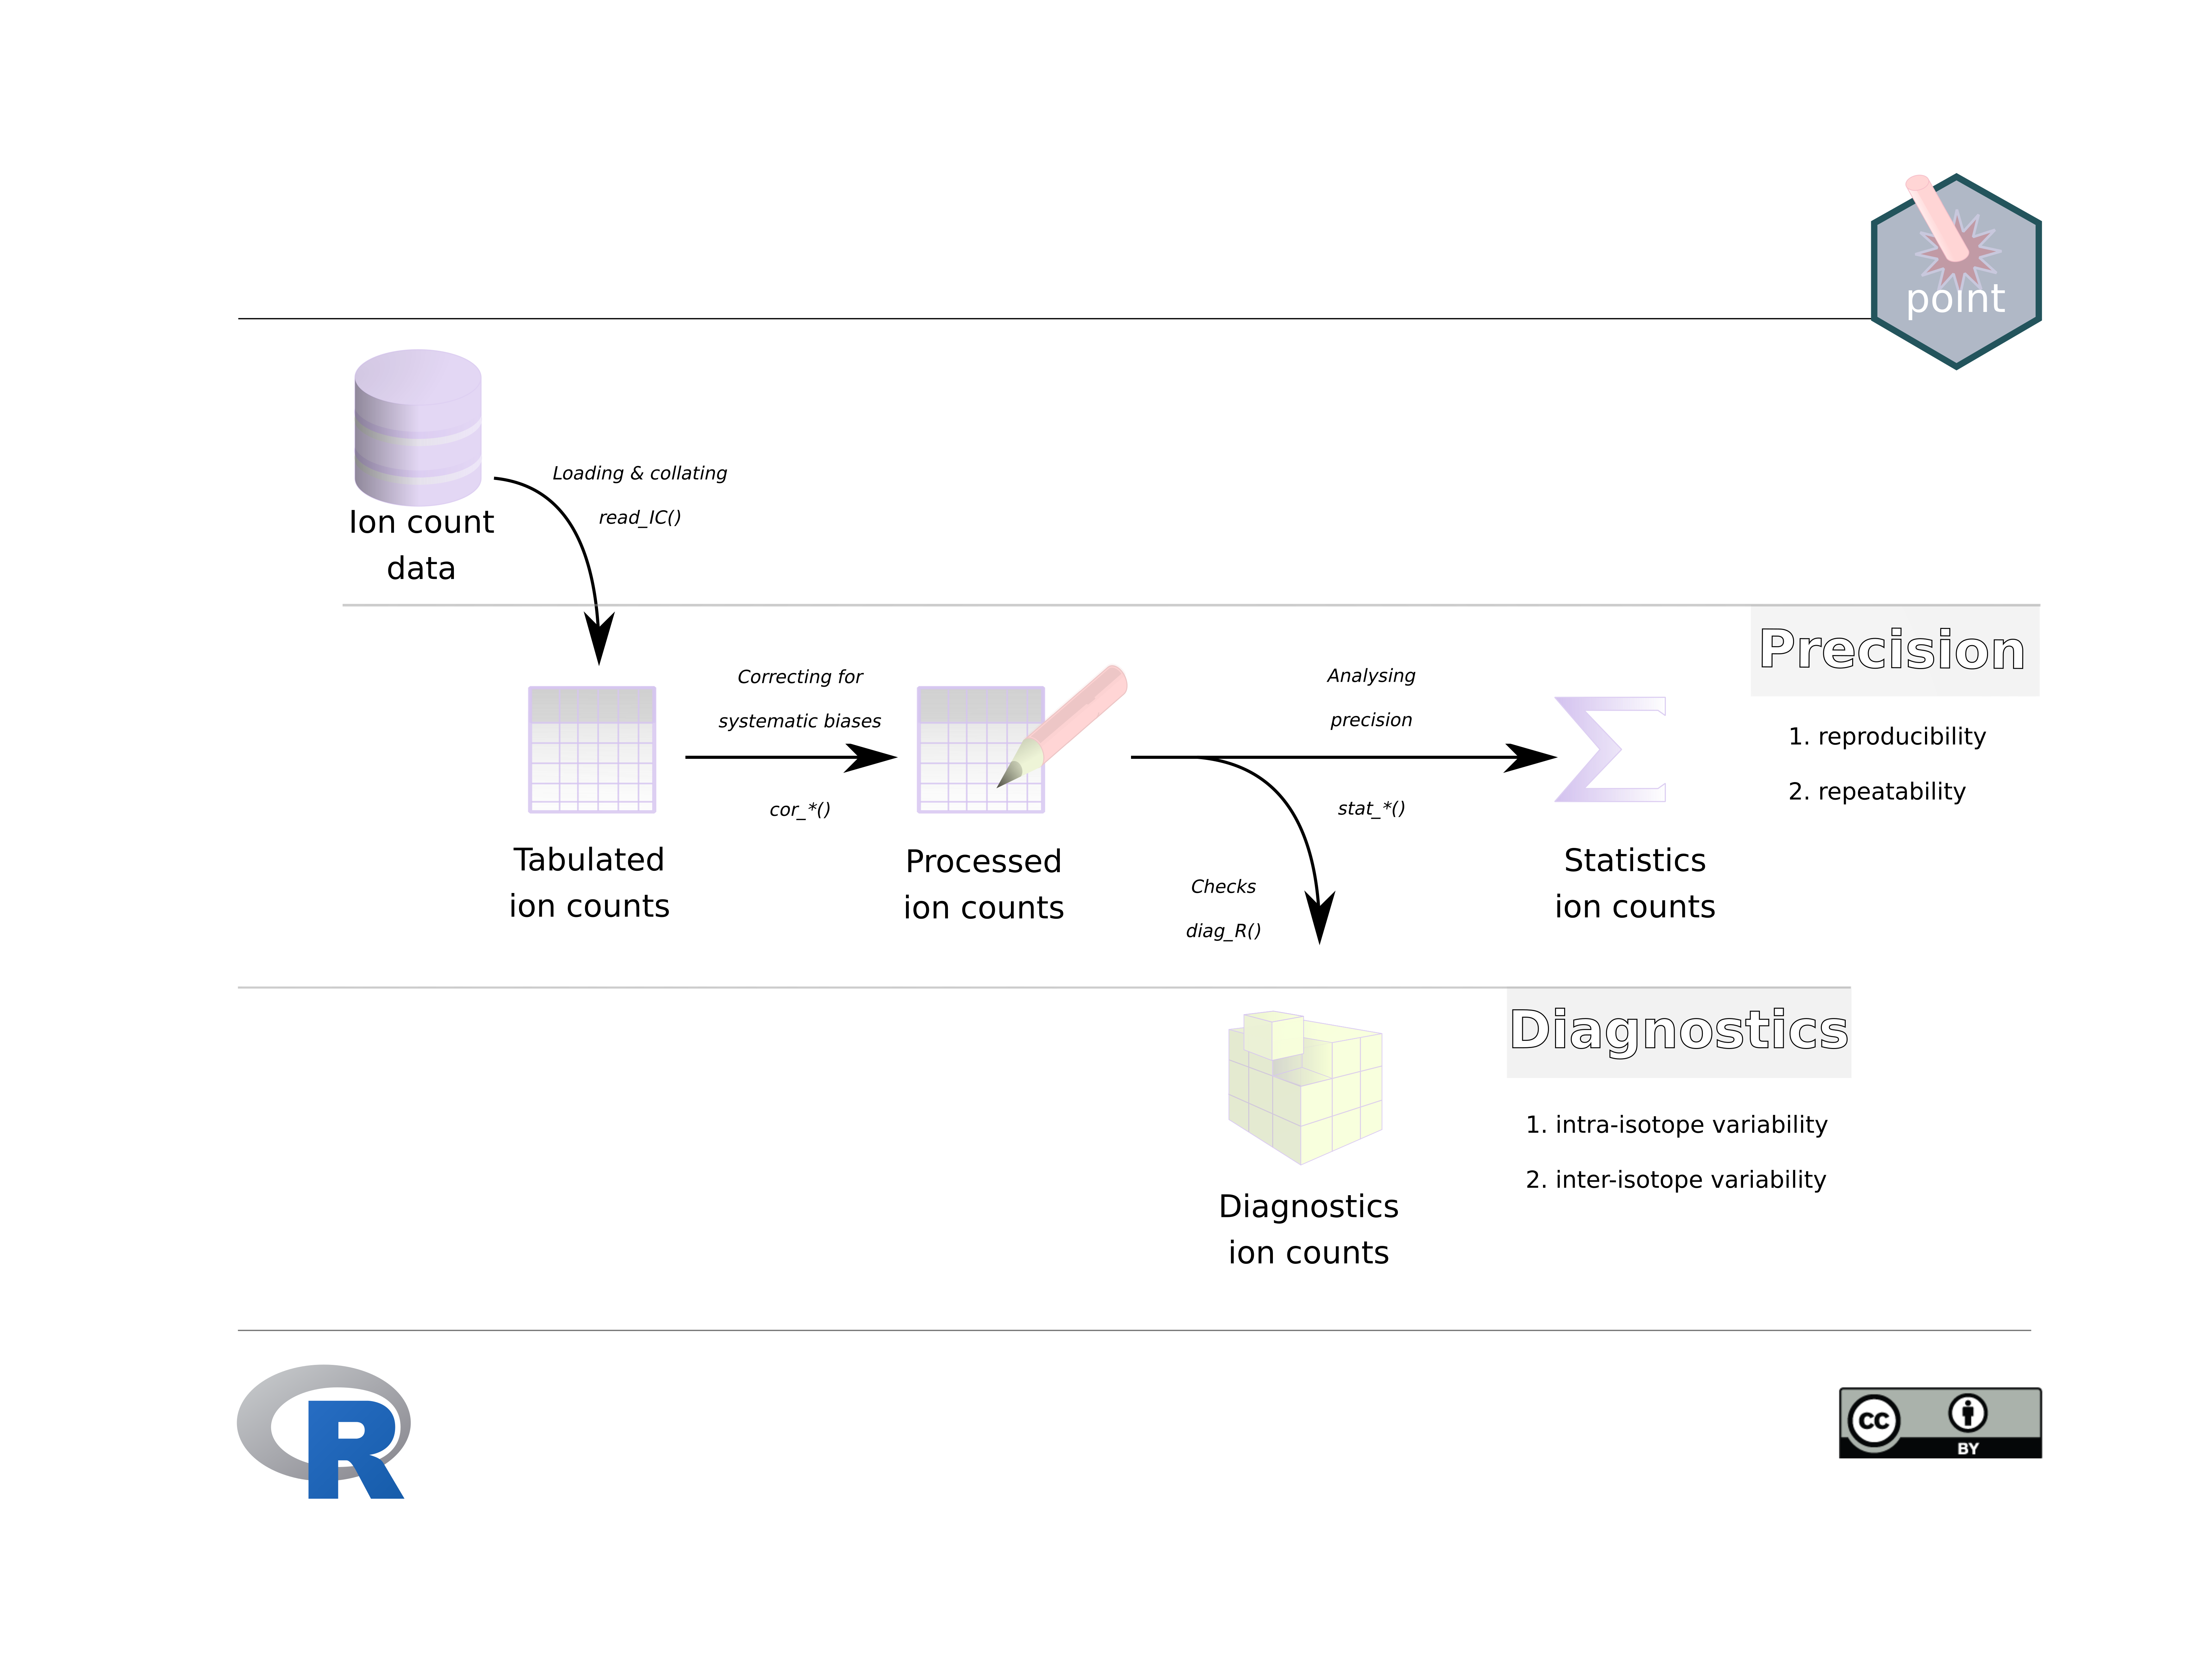 point
Loading & collating
read_IC()
Ion count
data
Precision
Correcting for
systematic biases
Analysing
precision
1. reproducibility
2. repeatability
cor_*()
stat_*()
Tabulated
ion counts
Processed
ion counts
Checks
diag_R()
Statistics
ion counts
Diagnostics
1. intra-isotope variability
2. inter-isotope variability
Diagnostics
ion counts
R
CC
BY